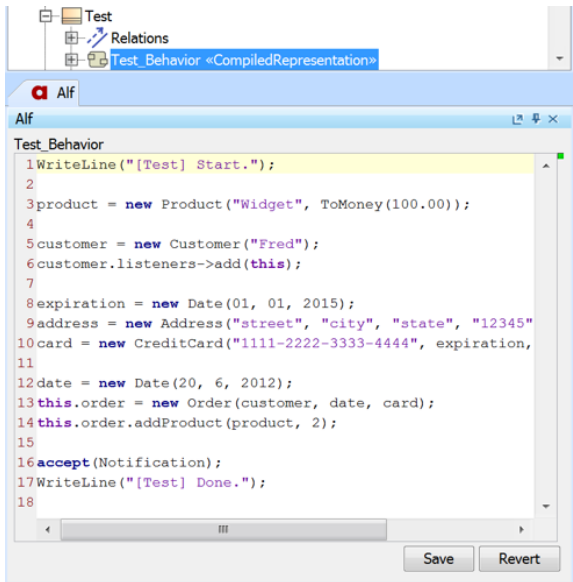 Test
Relations
Test_Behavior «CompiledRepresentation»
a Alf
Alf
Test_Behavior
1 WriteLine("[Test] Start.");
2
3 product = new Product("Widget", ToMoney(100.00));
4
5 customer = new Customer("Fred");
6 customer.listeners->add(this);
7
8 expiration = new Date(01, 01, 2015);
9 address = new Address("street", "city", "state", "12345"
10 card = new CreditCard("1111-2222-3333-4444", expiration,
11
12 date = new Date(20, 6, 2012);
13 this.order = new Order(customer, date, card);
14 this.order.addProduct(product, 2);
15
16 accept(Notification);
17 WriteLine("[Test] Done.");
18
Save Revert